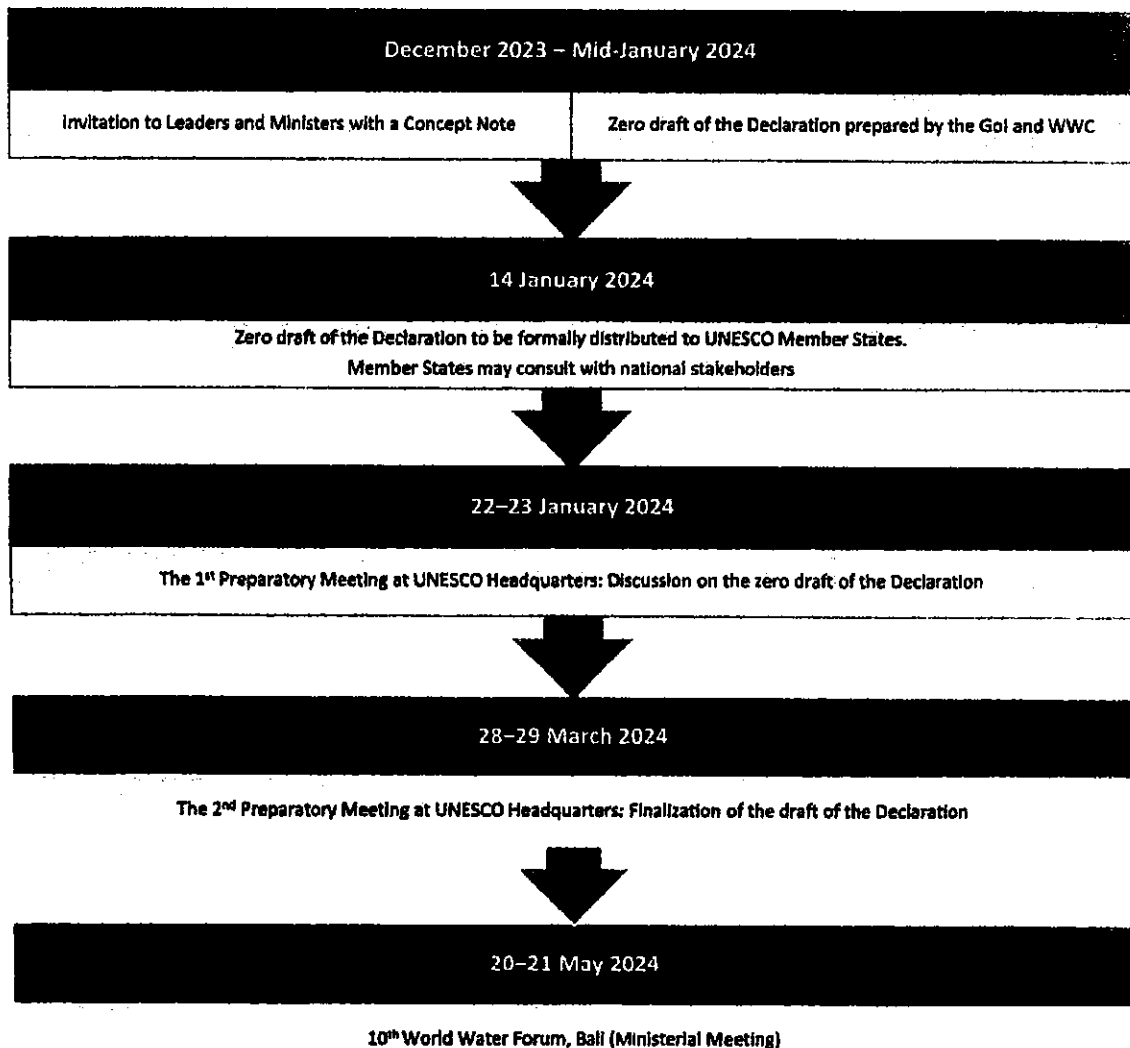 December 2023 – Mid-January 2024
Invitation to Leaders and Ministers with a Concept Note
Zero draft of the Declaration prepared by the GoI and WWC
14 January 2024
Zero draft of the Declaration to be formally distributed to UNESCO Member States.
Member States may consult with national stakeholders
22–23 January 2024
The 1st Preparatory Meeting at UNESCO Headquarters: Discussion on the zero draft of the Declaration
28–29 March 2024
The 2nd Preparatory Meeting at UNESCO Headquarters: Finalization of the draft of the Declaration
20–21 May 2024
10th World Water Forum, Bali (Ministerial Meeting)